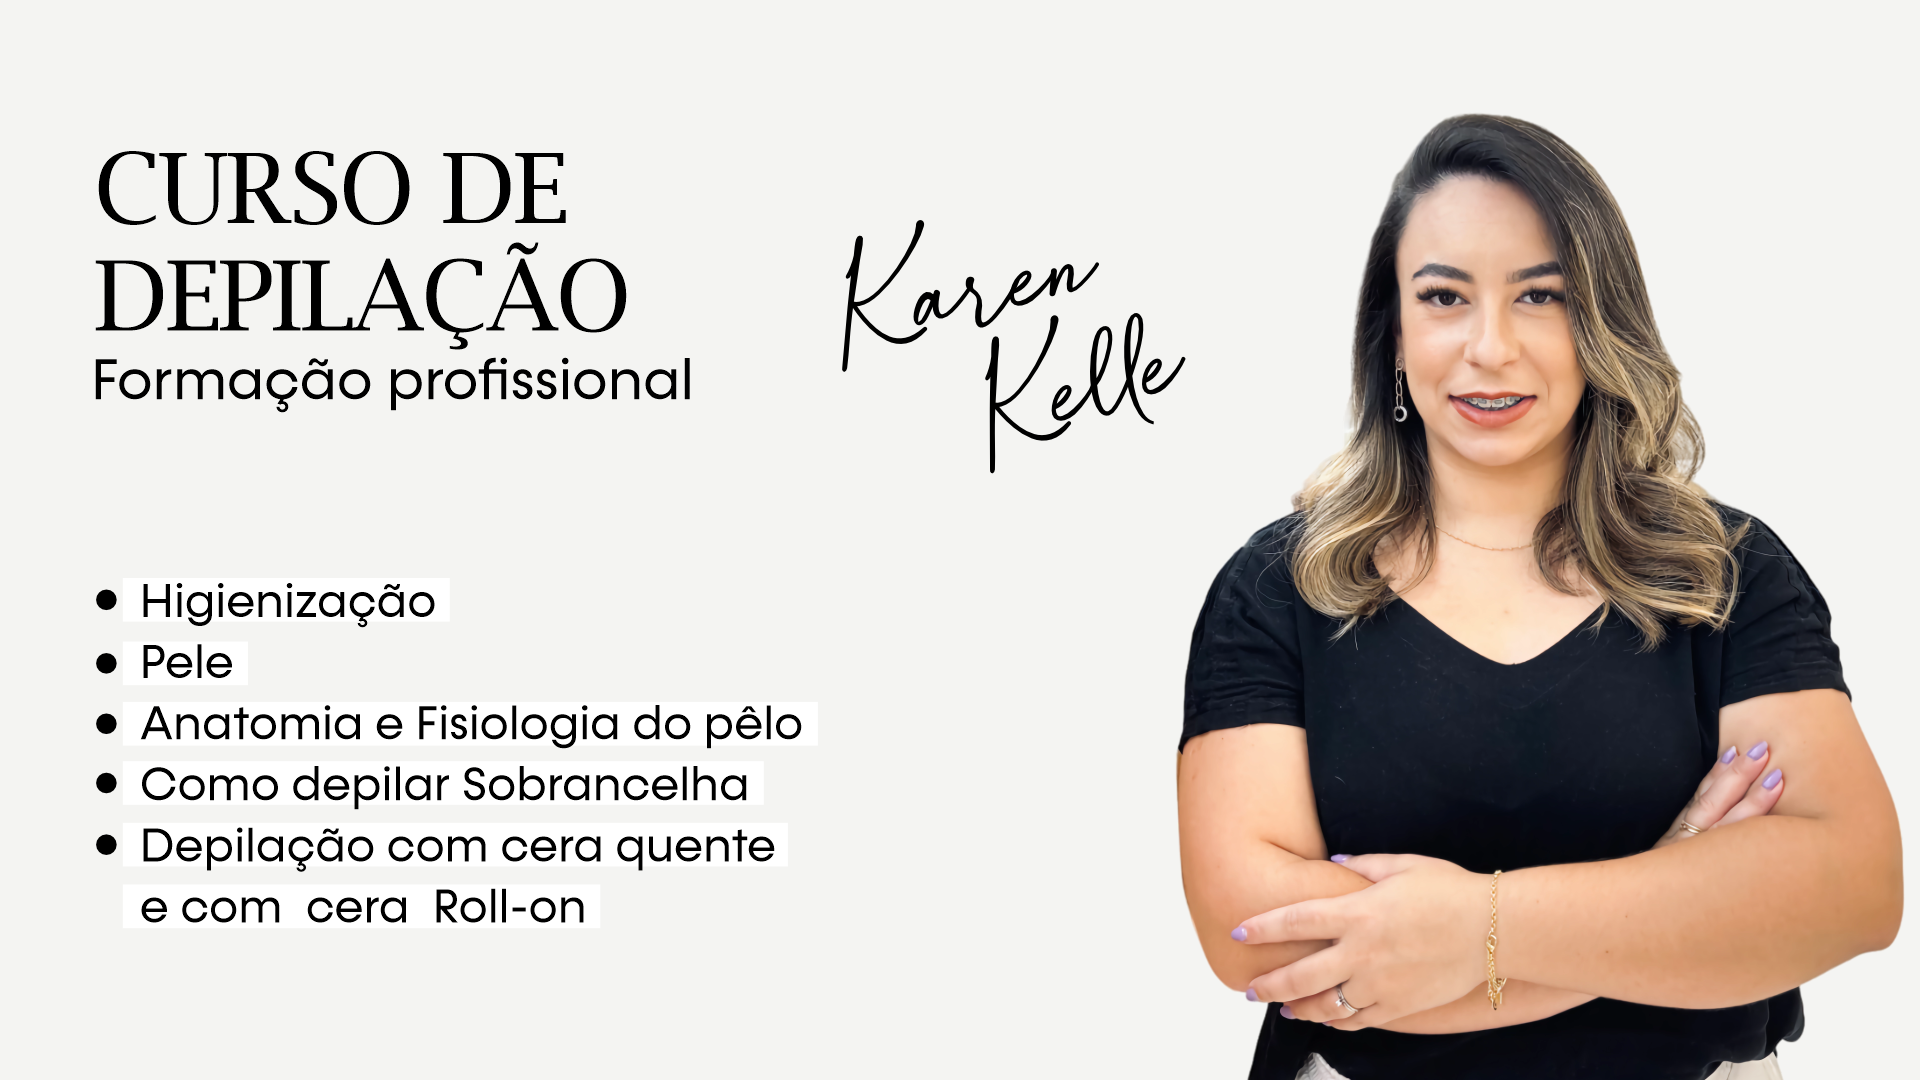 CURSO DE
DEPILAÇÃO
Formação profissional
Karen
Kelle
• Higienização
• Pele
• Anatomia e Fisiologia do pêlo
• Como depilar Sobrancelha
• Depilação com cera quente
e com cera Roll-on